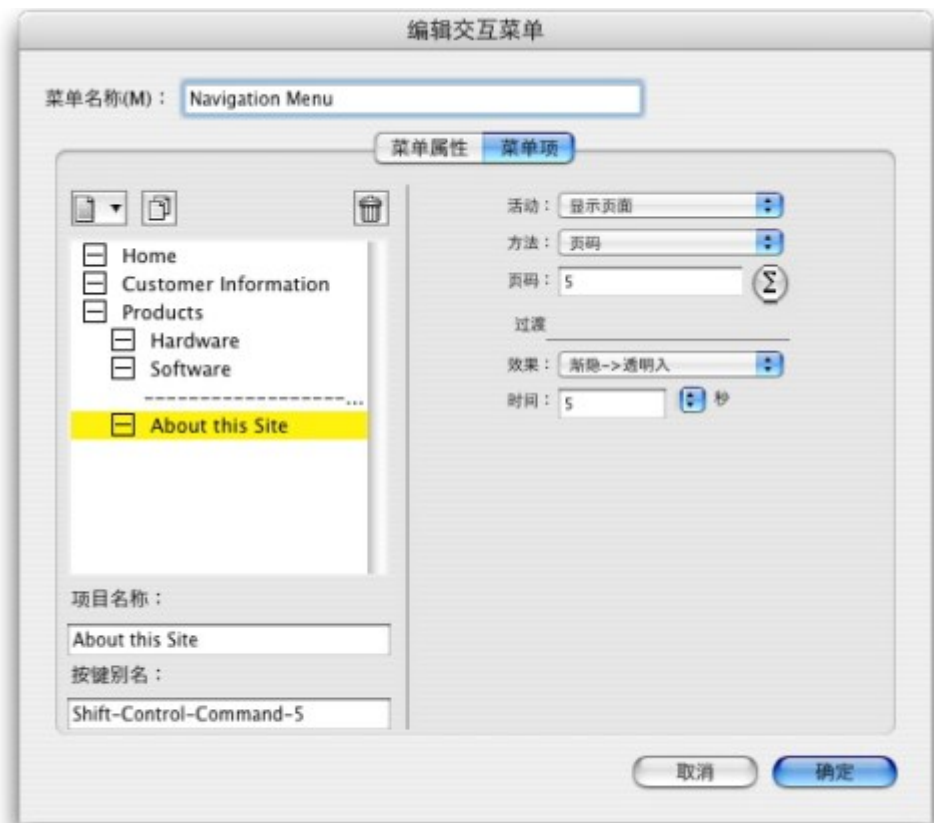 编辑交互菜单
菜单名称(M)： Navigation Menu
菜单属性 菜单项
Home
Customer Information
Products
Hardware
Software
-------------------...
About this Site
项目名称：
About this Site
按键别名：
Shift-Control-Command-5
活动： 显示页面
方法： 页码
页码： 5 Σ
过渡
效果： 渐隐->透明入
时间： 5 秒
取消 确定